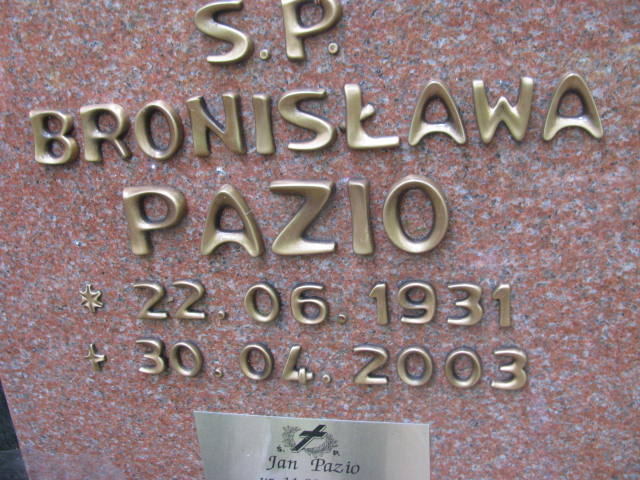 S.P.
BRONISŁAWA
PAZIO
* 22.06.1931
+ 30.04.2003
S. P.
Jan Pazio